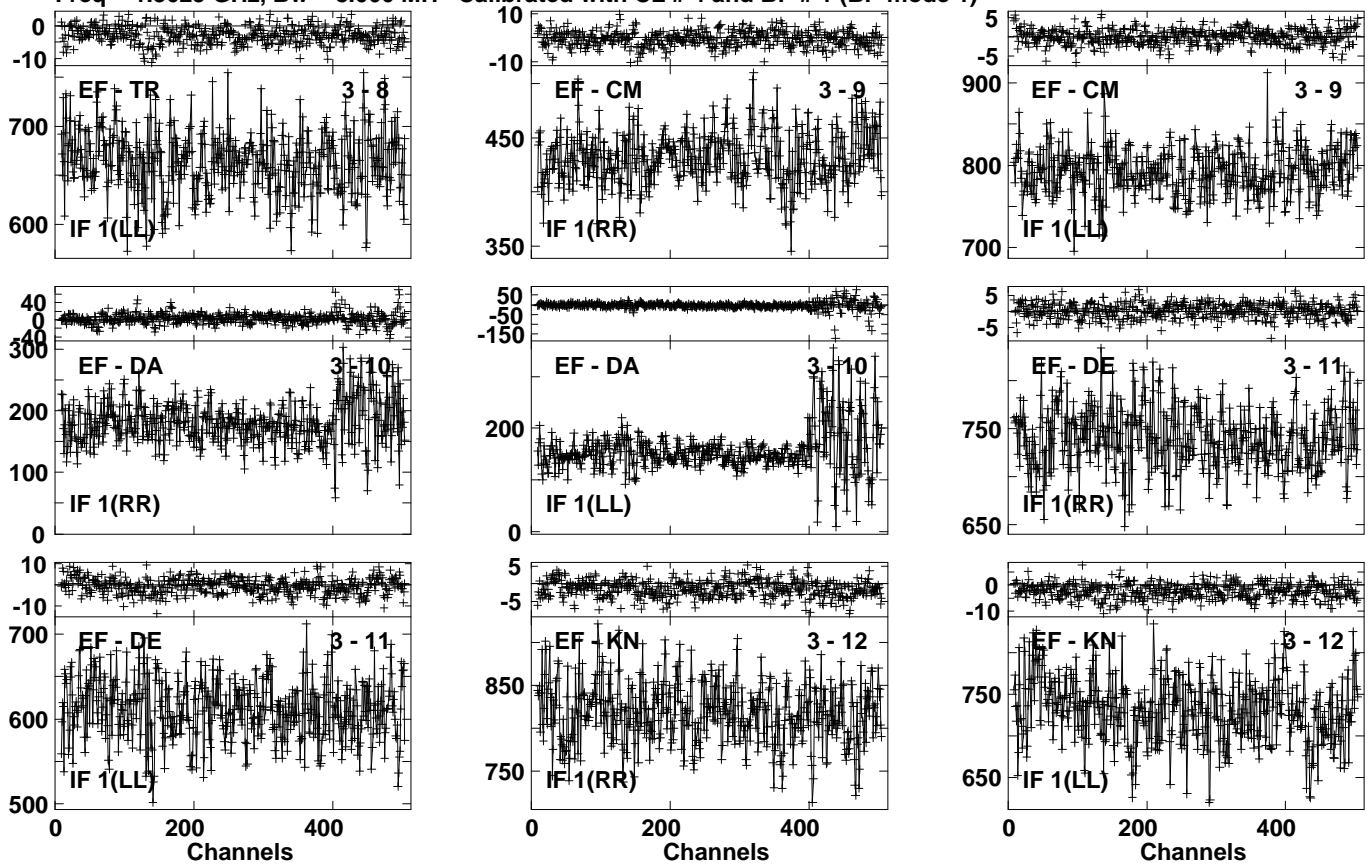 10
5
0
0
0
-10
-10
-5
EF - TR 3 - 8
EF - CM 3 - 9
EF - CM 3 - 9
900
700
450
800
600
350
700
IF 1(LL)
IF 1(RR)
IF 1(LL)
40
50
5
0
-50
-5
-40
-150
300
EF - DA 3 - 10
EF - DA 3 - 10
EF - DE 3 - 11
200
200
750
100
0
0
650
IF 1(RR)
IF 1(LL)
IF 1(RR)
10
5
0
-10
-5
-10
EF - DE 3 - 11
EF - KN 3 - 12
EF - KN 3 - 12
700
850
750
600
750
650
500
IF 1(LL)
IF 1(RR)
IF 1(LL)
0 200 400
0 200 400
0 200 400
Channels
Channels
Channels